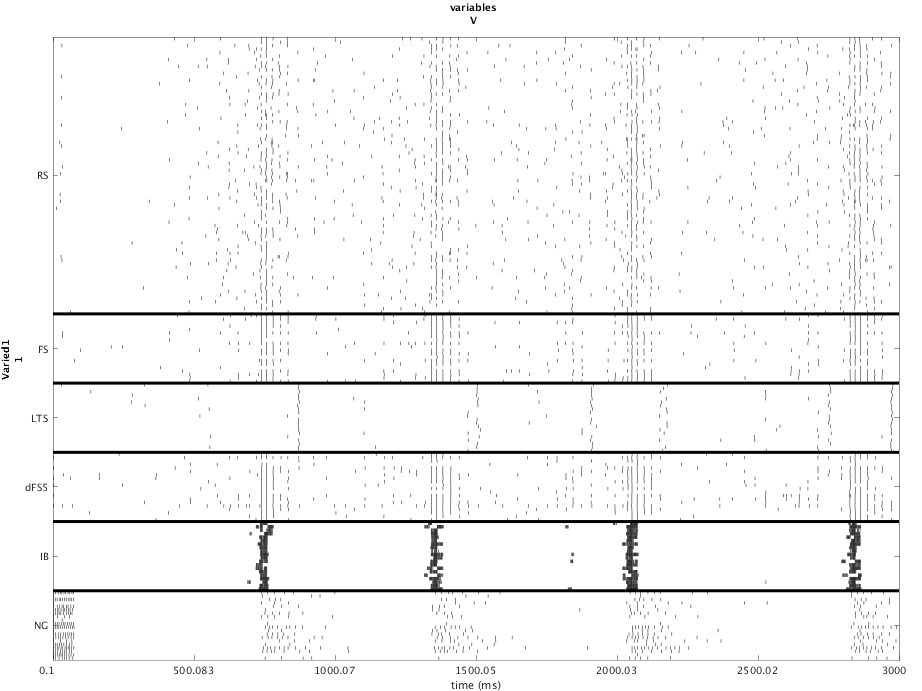 variables
V
RS
FS
Varied1
1
LTS
dFS5
IB
NG
0.1 500.083 1000.07 1500.05 2000.03 2500.02 3000
time (ms)